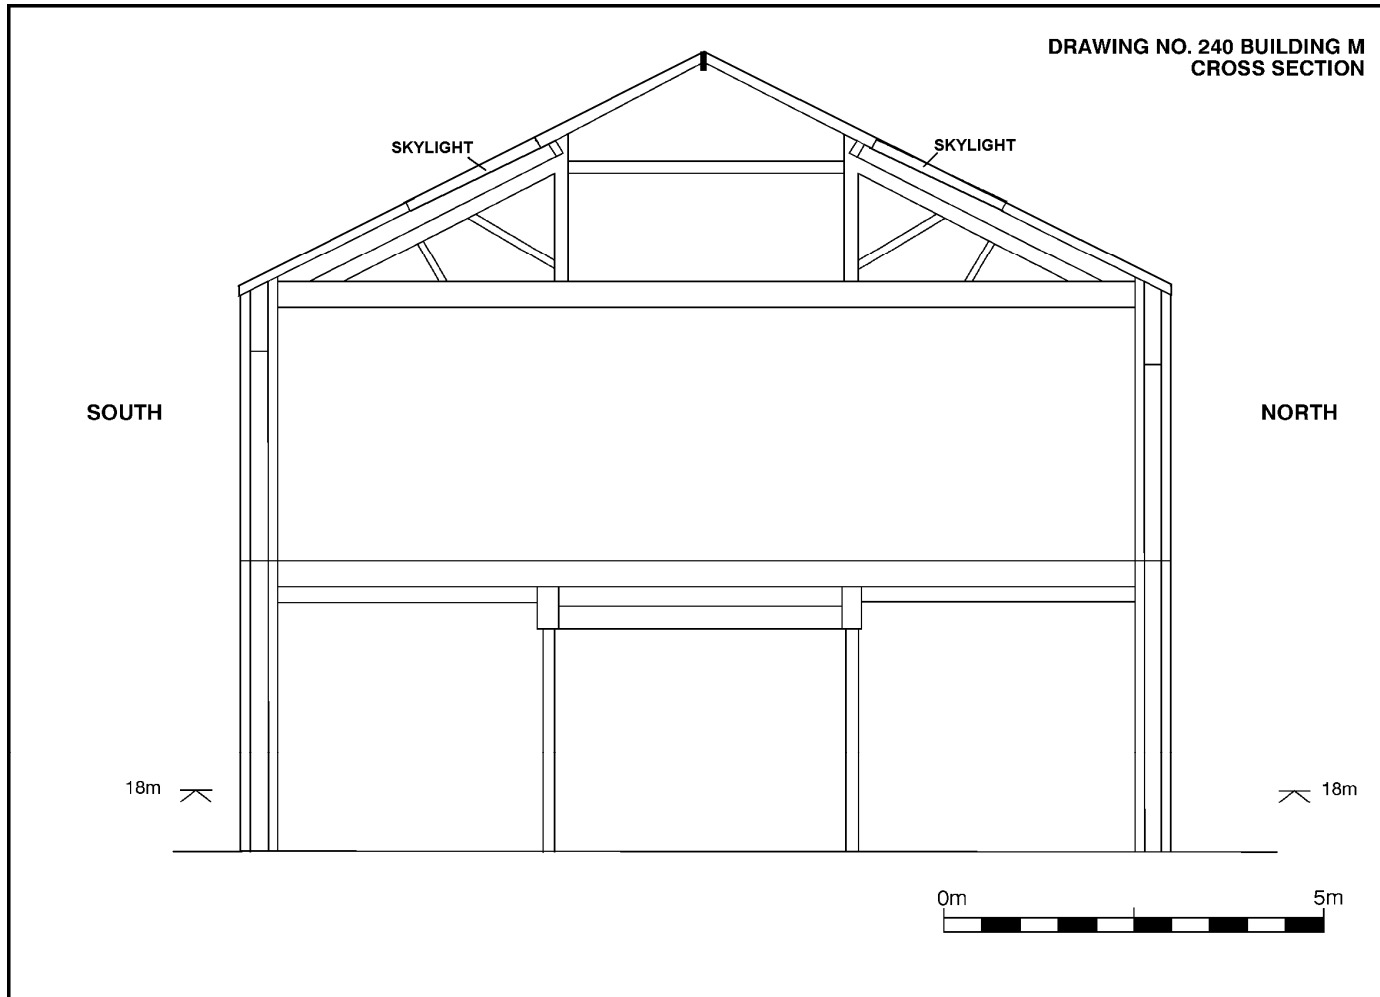 DRAWING NO. 240 BUILDING M
CROSS SECTION
SKYLIGHT
SKYLIGHT
SOUTH
NORTH
18m
18m
0m
5m